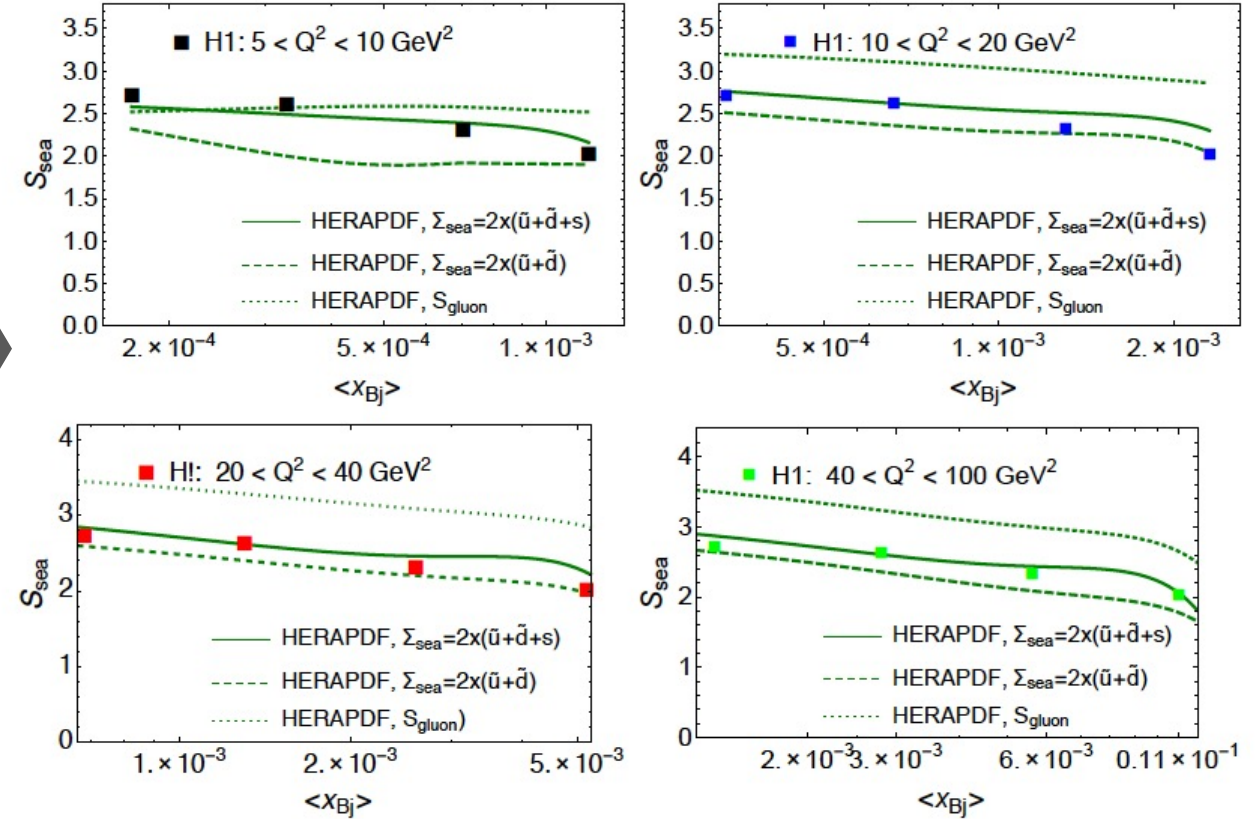 H1: 5 < Q² < 10 GeV²
3.5
3.0
2.5
2.0
1.5
1.0
0.5
0.0
S_sea
HERAPDF, Σ_sea=2x(ũ+d̃+s)
HERAPDF, Σ_sea=2x(ũ+d̃)
HERAPDF, S_gluon
2.×10⁻⁴ 5.×10⁻⁴ 1.×10⁻³
<x_Bj>
H1: 10 < Q² < 20 GeV²
3.5
3.0
2.5
2.0
1.5
1.0
0.5
0.0
S_sea
HERAPDF, Σ_sea=2x(ũ+d̃+s)
HERAPDF, Σ_sea=2x(ũ+d̃)
HERAPDF, S_gluon
5.×10⁻⁴ 1.×10⁻³ 2.×10⁻³
<x_Bj>
H!: 20 < Q² < 40 GeV²
4
3
2
1
0
S_sea
HERAPDF, Σ_sea=2x(ũ+d̃+s)
HERAPDF, Σ_sea=2x(ũ+d̃)
HERAPDF, S_gluon)
1.×10⁻³ 2.×10⁻³ 5.×10⁻³
<x_Bj>
H1: 40 < Q² < 100 GeV²
4
3
2
1
0
S_sea
HERAPDF, Σ_sea=2x(ũ+d̃+s)
HERAPDF, Σ_sea=2x(ũ+d̃)
HERAPDF, S_gluon
2.×10⁻³ 3.×10⁻³ 6.×10⁻³ 0.11×10⁻¹
<x_Bj>